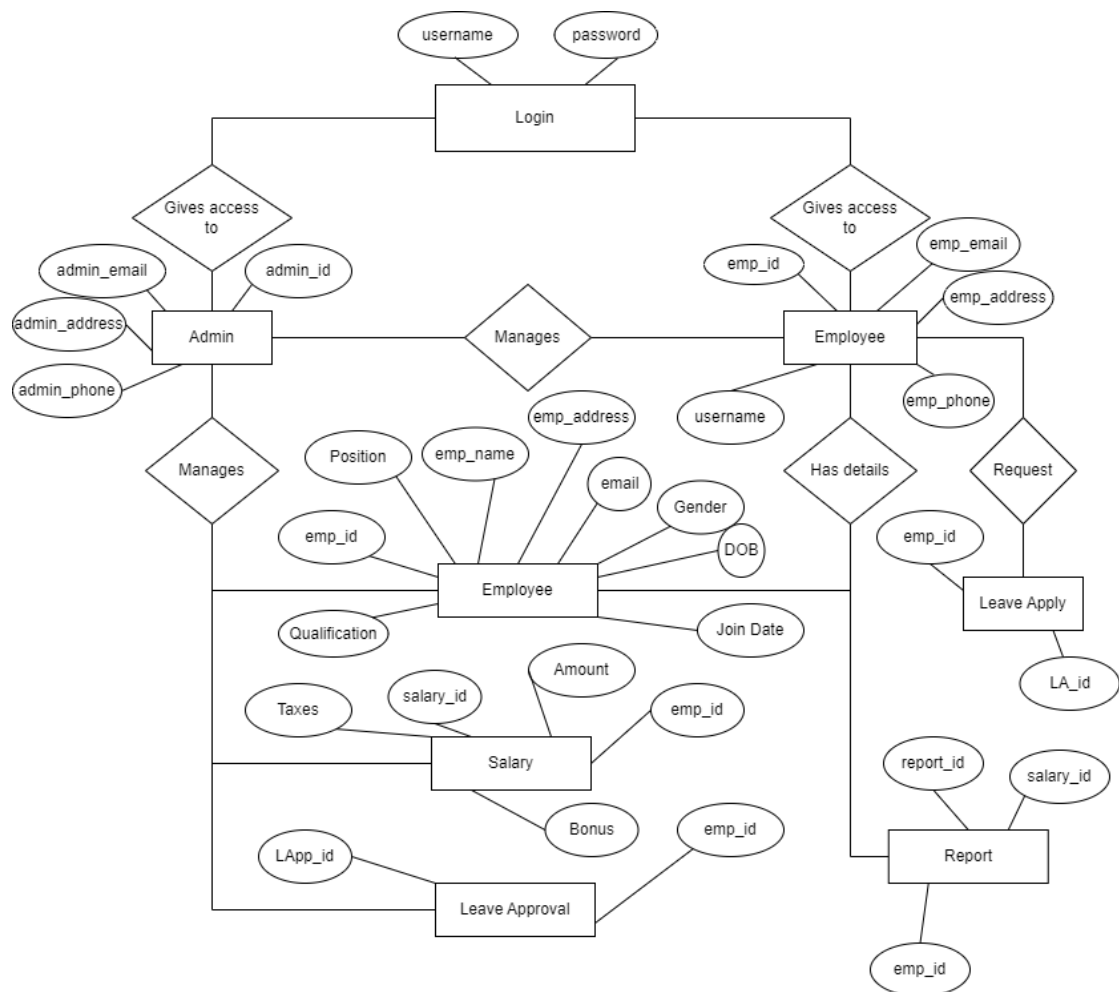 username
password
Login
Gives access
to
Gives access
to
emp_email
admin_email
admin_id
emp_id
emp_address
admin_address
Admin
Manages
Employee
admin_phone
emp_phone
username
emp_address
Position
emp_name
Manages
Has details
Request
email
Gender
emp_id
emp_id
DOB
Employee
Leave Apply
Qualification
Join Date
Amount
LA_id
salary_id
Taxes
emp_id
Salary
report_id
salary_id
Bonus
emp_id
LApp_id
Report
Leave Approval
emp_id